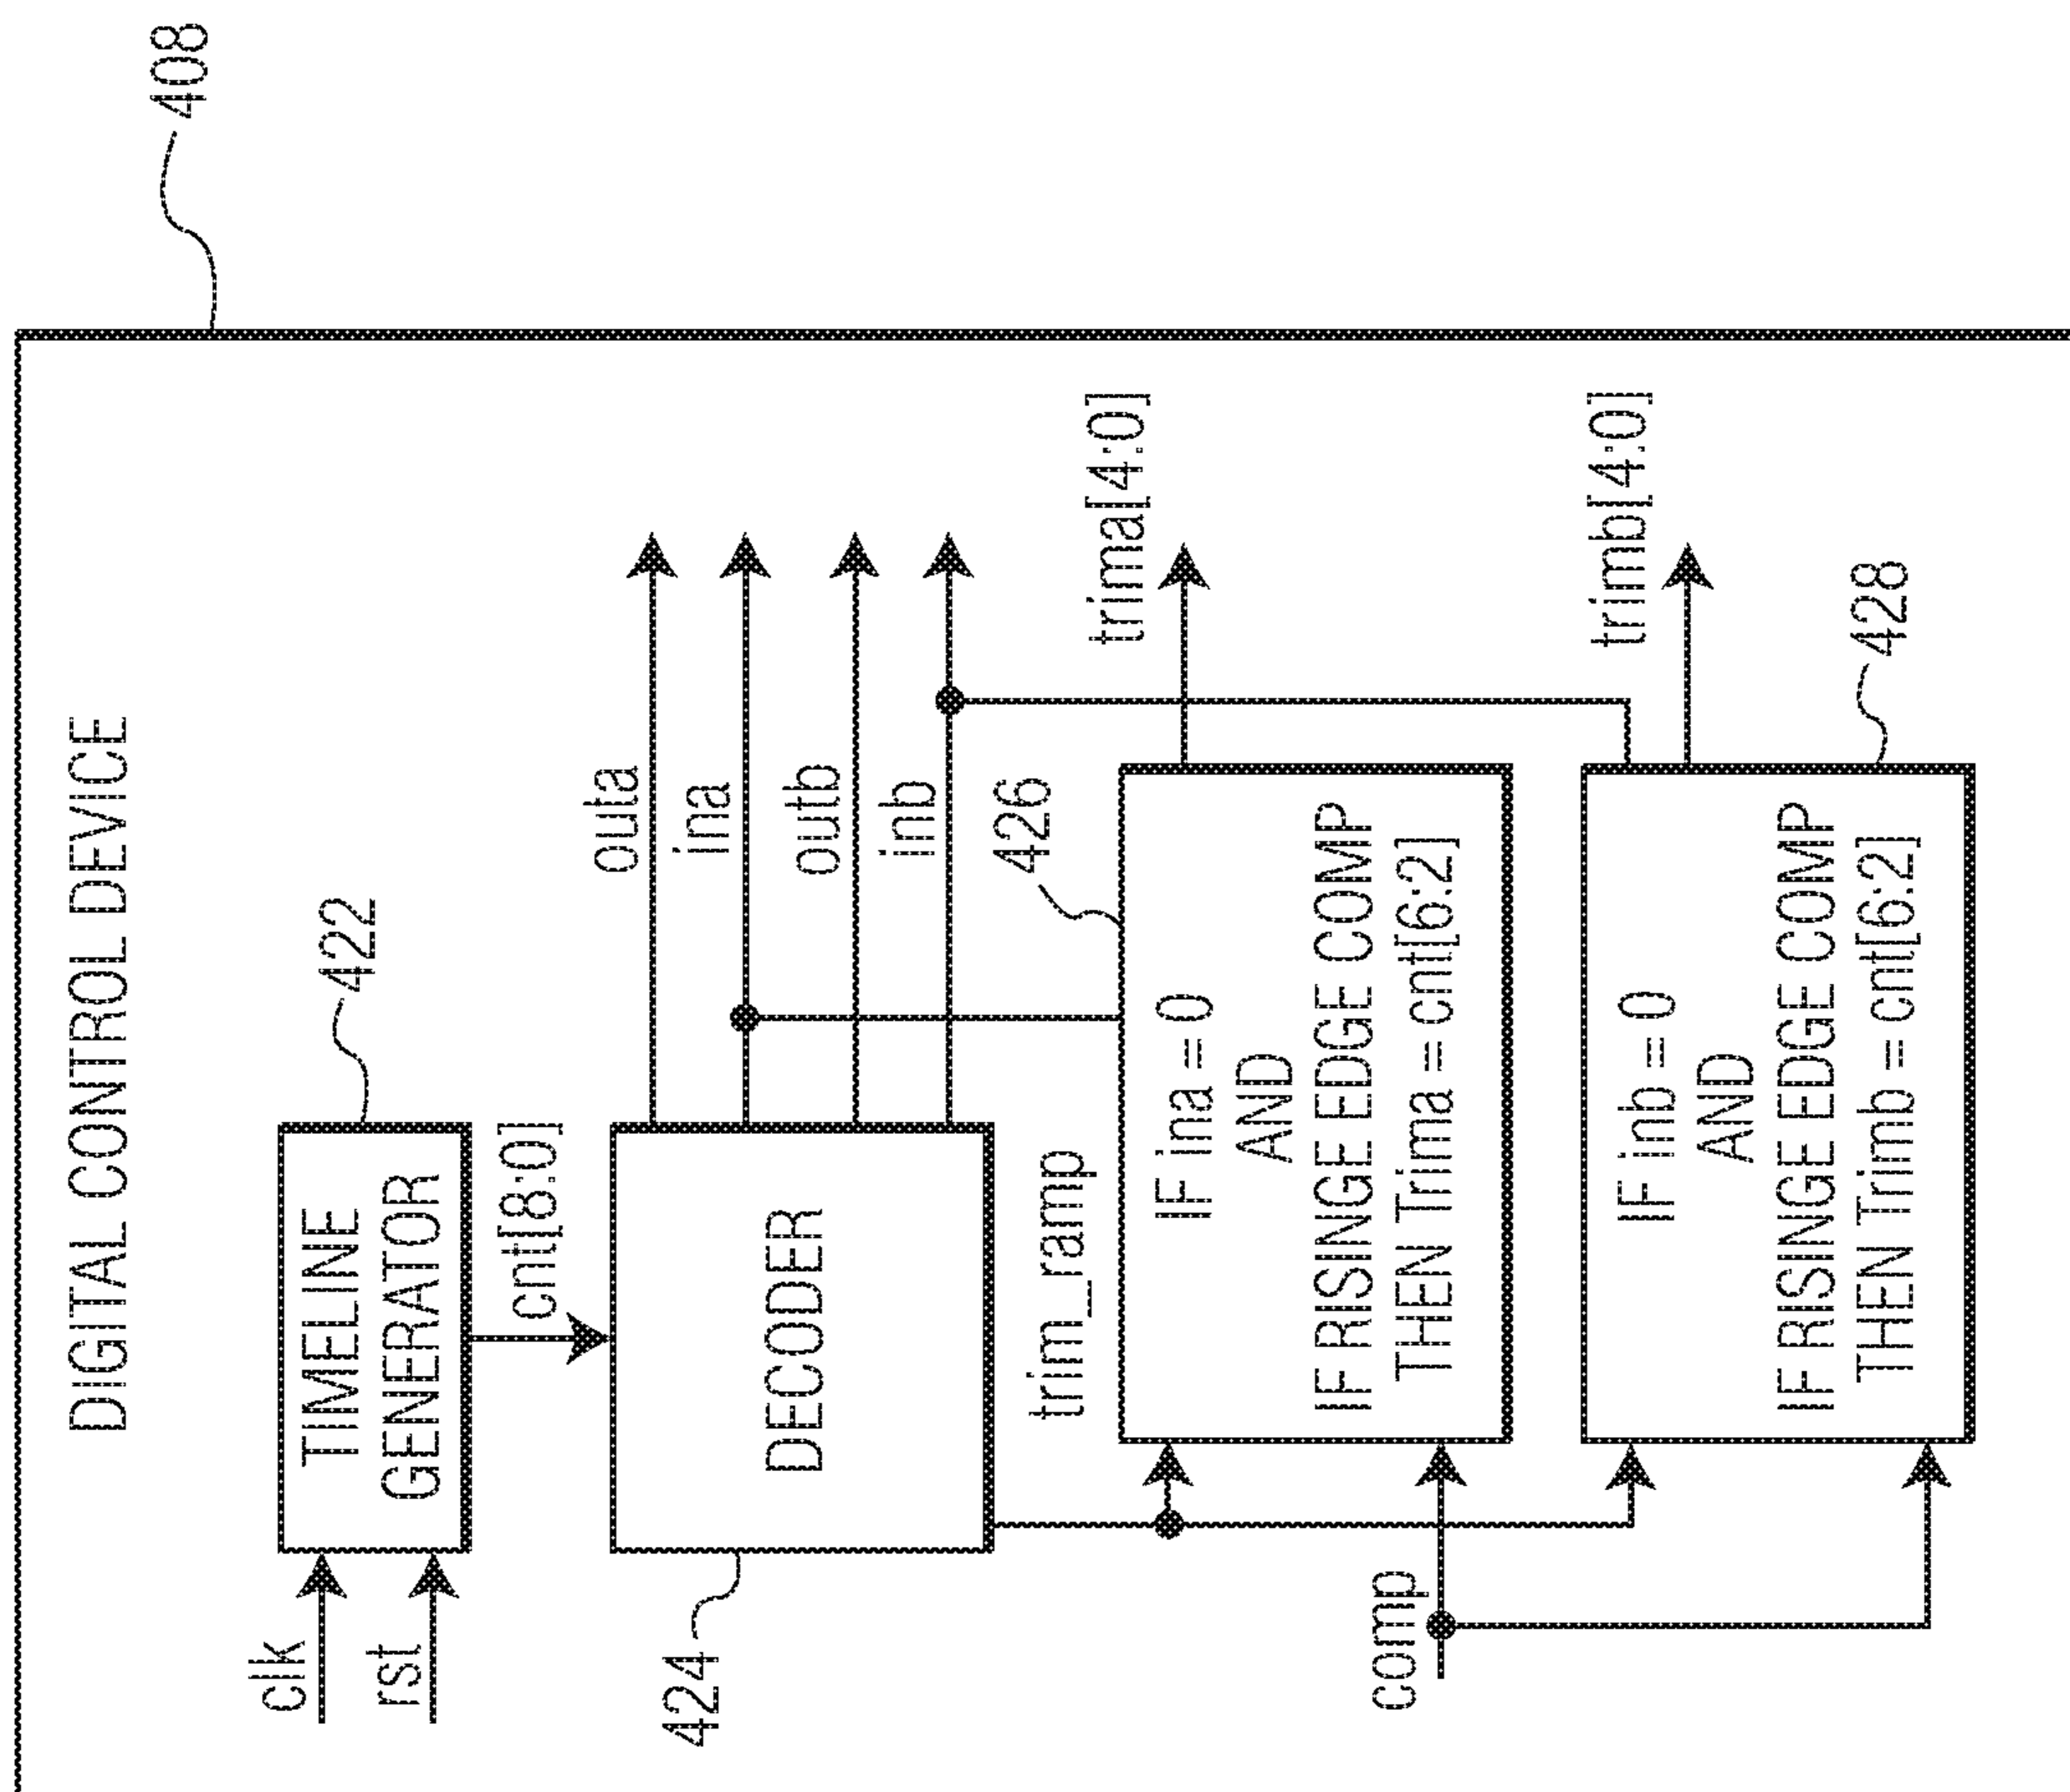 408
DIGITAL CONTROL DEVICE
422
clk
rst
TIMELINE
GENERATOR
cnt[8:0]
424
DECODER
outa
ina
outb
inb
trim_ramp
426
comp
IF ina = 0
AND
IF RISINGE EDGE COMP
THEN Trima = cnt[6:2]
trima[4:0]
IF inb = 0
AND
IF RISINGE EDGE COMP
THEN Trimb = cnt[6:2]
trimb[4:0]
428